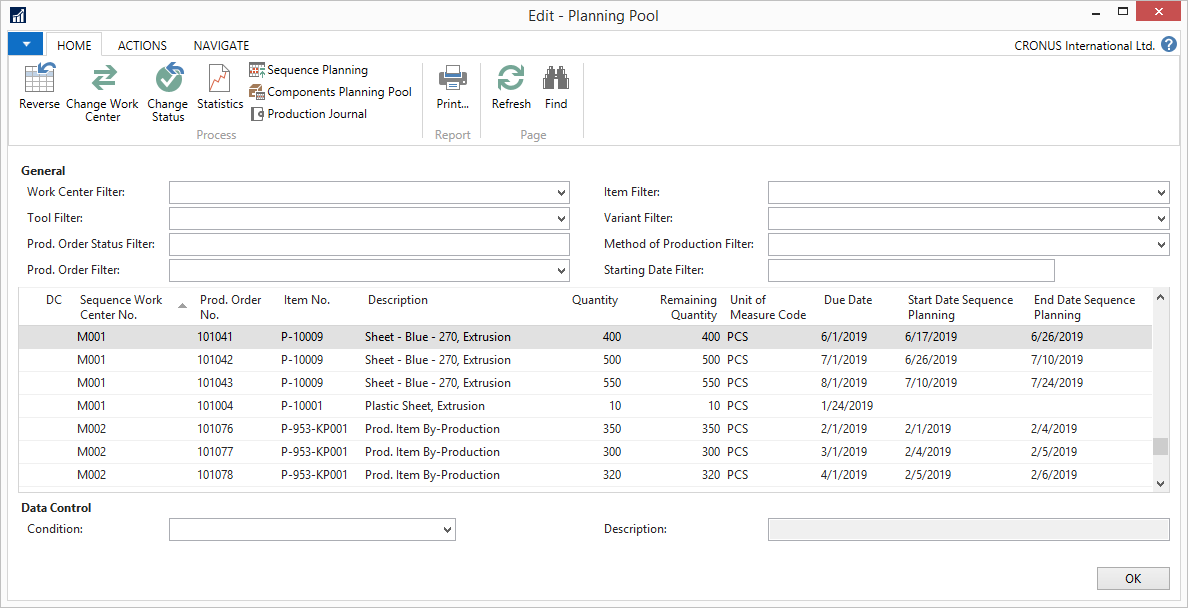 Edit - Planning Pool
HOME ACTIONS NAVIGATE CRONUS International Ltd. ?
Reverse Change Work Center Change Status Statistics
Sequence Planning
Components Planning Pool
Production Journal
Print... Refresh Find
Process Report Page
General
Work Center Filter: Item Filter:
Tool Filter: Variant Filter:
Prod. Order Status Filter: Method of Production Filter:
Prod. Order Filter: Starting Date Filter:
DC Sequence Work Center No. Prod. Order No. Item No. Description Quantity Remaining Quantity Unit of Measure Code Due Date Start Date Sequence Planning End Date Sequence Planning
M001 101041 P-10009 Sheet - Blue - 270, Extrusion 400 400 PCS 6/1/2019 6/17/2019 6/26/2019
M001 101042 P-10009 Sheet - Blue - 270, Extrusion 500 500 PCS 7/1/2019 6/26/2019 7/10/2019
M001 101043 P-10009 Sheet - Blue - 270, Extrusion 550 550 PCS 8/1/2019 7/10/2019 7/24/2019
M001 101004 P-10001 Plastic Sheet, Extrusion 10 10 PCS 1/24/2019
M002 101076 P-953-KP001 Prod. Item By-Production 350 350 PCS 2/1/2019 2/1/2019 2/4/2019
M002 101077 P-953-KP001 Prod. Item By-Production 300 300 PCS 3/1/2019 2/4/2019 2/5/2019
M002 101078 P-953-KP001 Prod. Item By-Production 320 320 PCS 4/1/2019 2/5/2019 2/6/2019
Data Control
Condition: Description:
OK